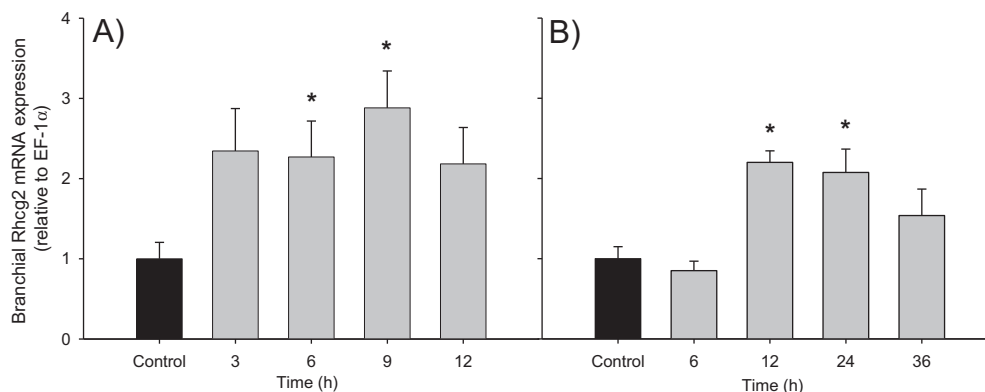 A)
B)
Branchial Rhcg2 mRNA expression
(relative to EF-1α)
4
3
2
1
0
*
*
*
*
Control 3 6 9 12
Time (h)
Control 6 12 24 36
Time (h)